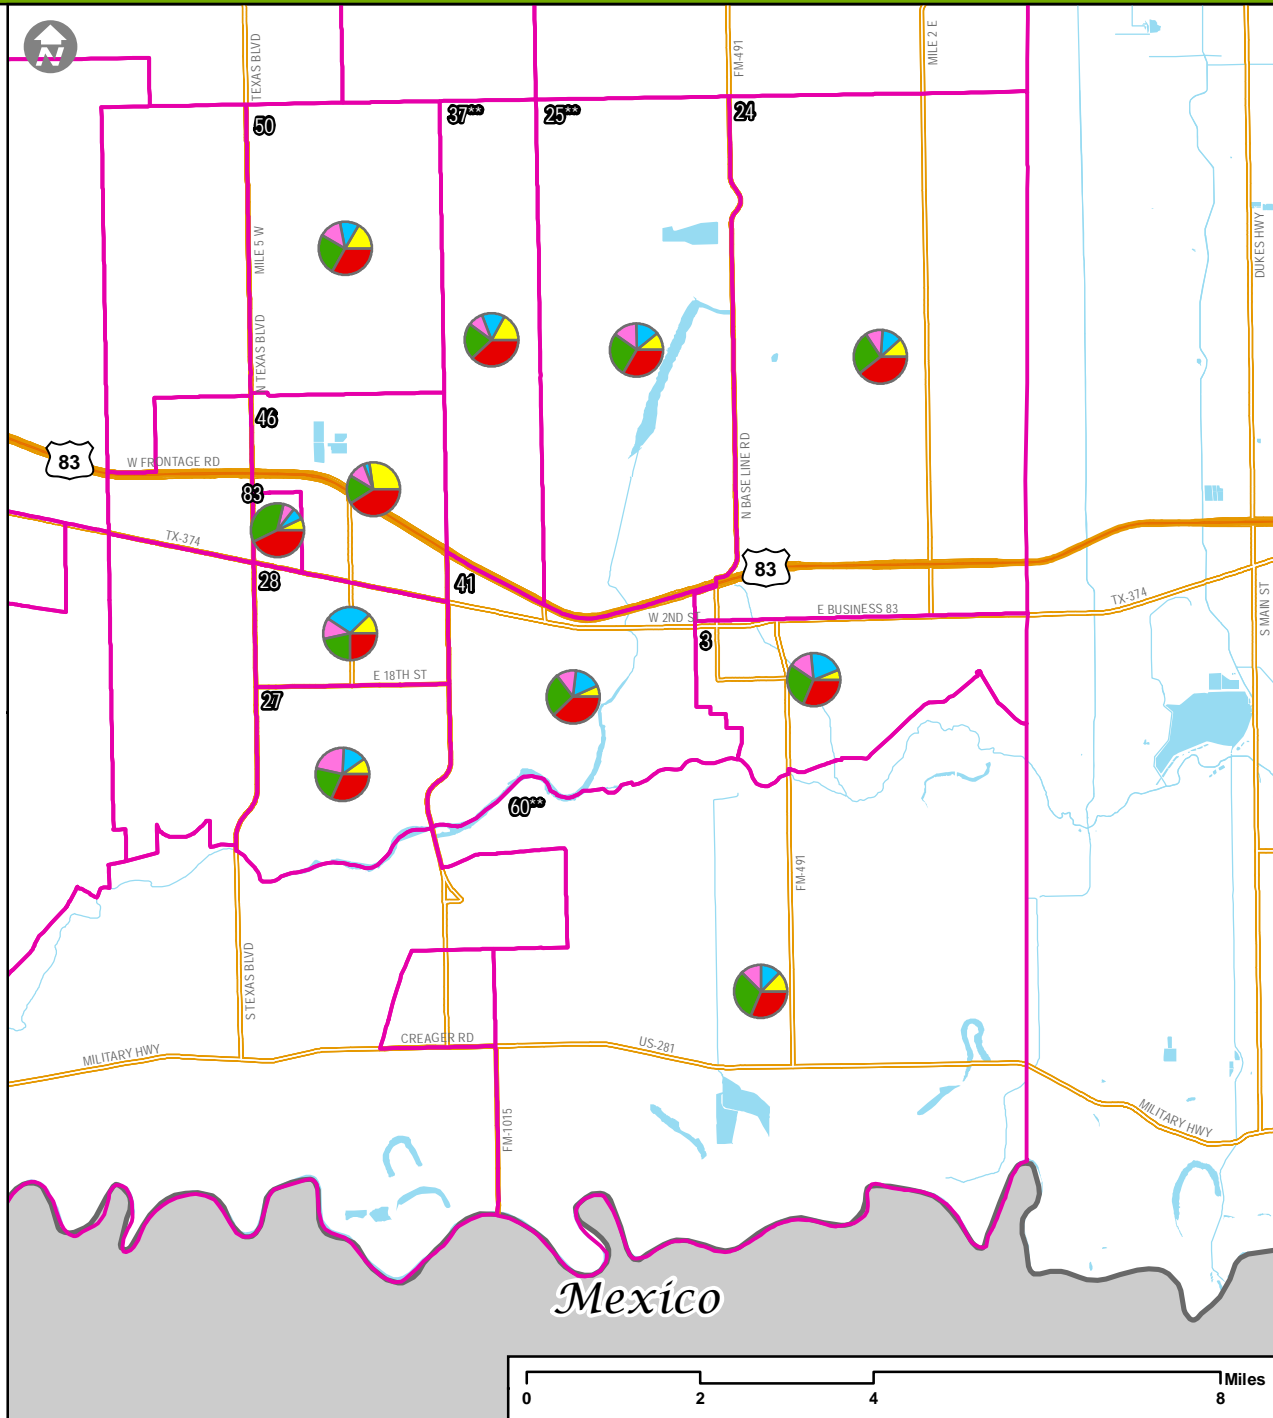 N
TEXAS BLVD
FM-491
MILE 2 E
50
37**
25**
24
MILE 5 W
DUKES HWY
N TEXAS BLVD
46
83
W FRONTAGE RD
N BASE LINE RD
83
TX-374
28
41
83
E BUSINESS 83
TX-374
W 2ND ST
3
S MAIN ST
E 18TH ST
27
60**
FM-491
S TEXAS BLVD
CREAGER RD
US-281
MILITARY HWY
FM-1015
MILITARY HWY
Mexico
Miles
0 2 4 8